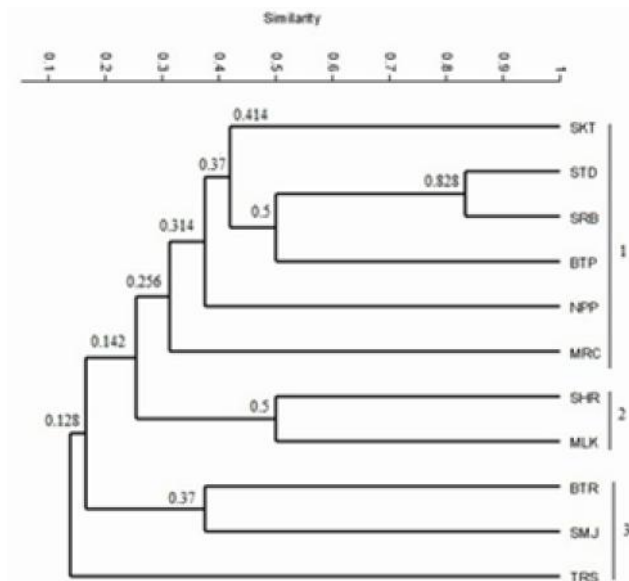 Similarity
0.1 0.2 0.3 0.4 0.5 0.6 0.7 0.8 0.9 1
0.414
SKT
0.37
0.828
STD
0.5
SRB
1
0.314
BTP
0.256
NPP
0.142
MRC
0.128
0.5
SHR
2
MLK
0.37
BTR
SMJ
3
TRS